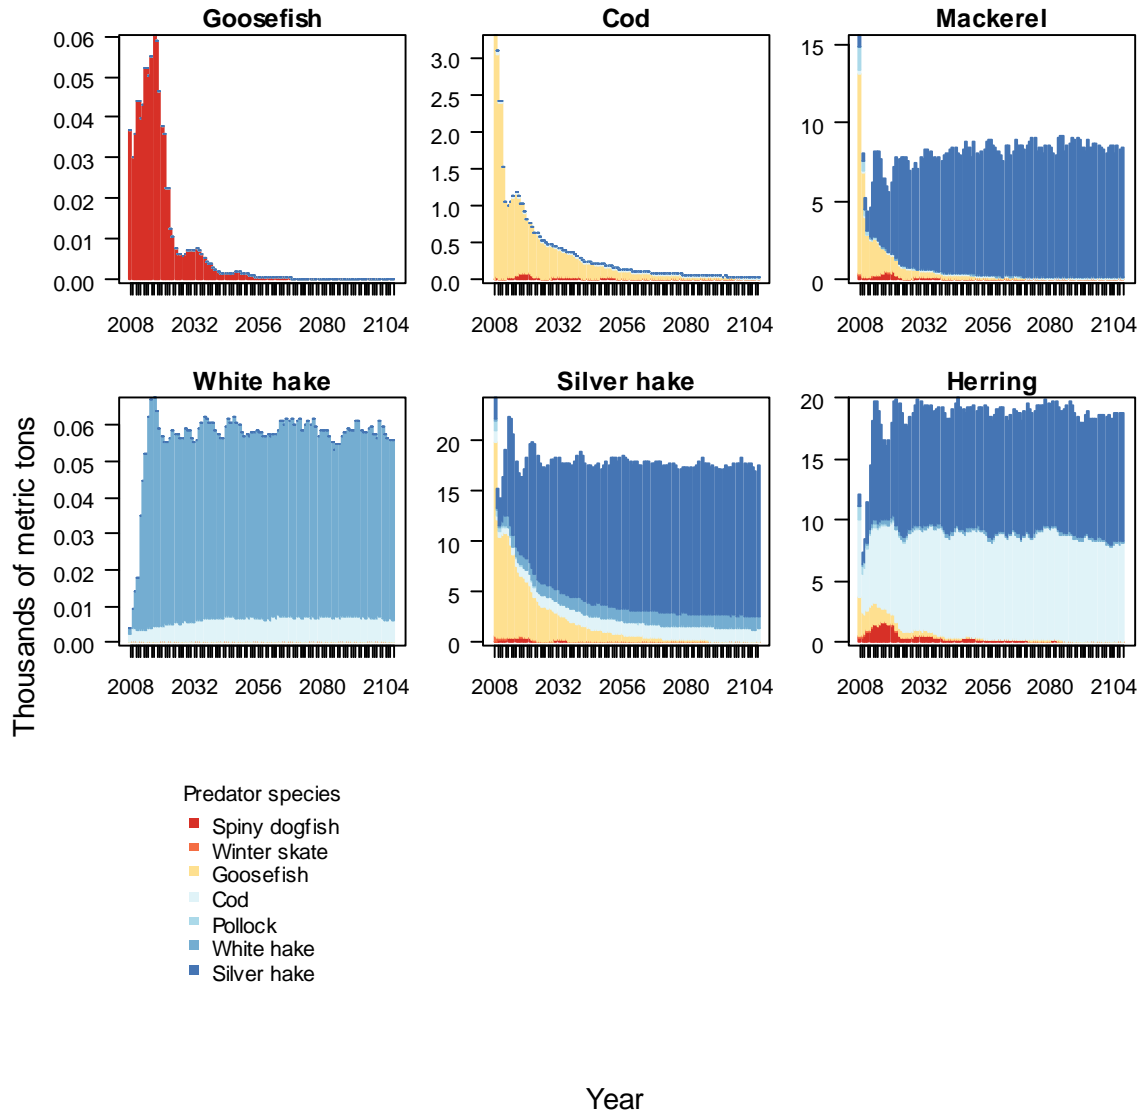 Goosefish
0.06
0.05
0.04
0.03
0.02
0.01
0.00
2008 2032 2056 2080 2104
Cod
3.0
2.5
2.0
1.5
1.0
0.5
0.0
2008 2032 2056 2080 2104
Mackerel
15
10
5
0
2008 2032 2056 2080 2104
White hake
0.06
0.05
0.04
0.03
0.02
0.01
0.00
2008 2032 2056 2080 2104
Silver hake
20
15
10
5
0
2008 2032 2056 2080 2104
Herring
20
15
10
5
0
2008 2032 2056 2080 2104
Thousands of metric tons
Predator species
Spiny dogfish
Winter skate
Goosefish
Cod
Pollock
White hake
Silver hake
Year